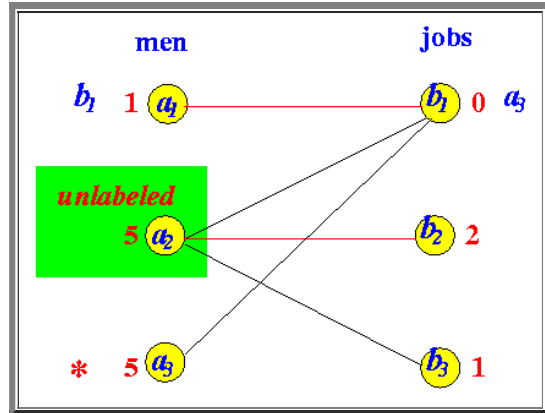 men jobs
b1 1 a1 b1 0 a3
unlabeled
5 a2 b2 2
* 5 a3 b3 1